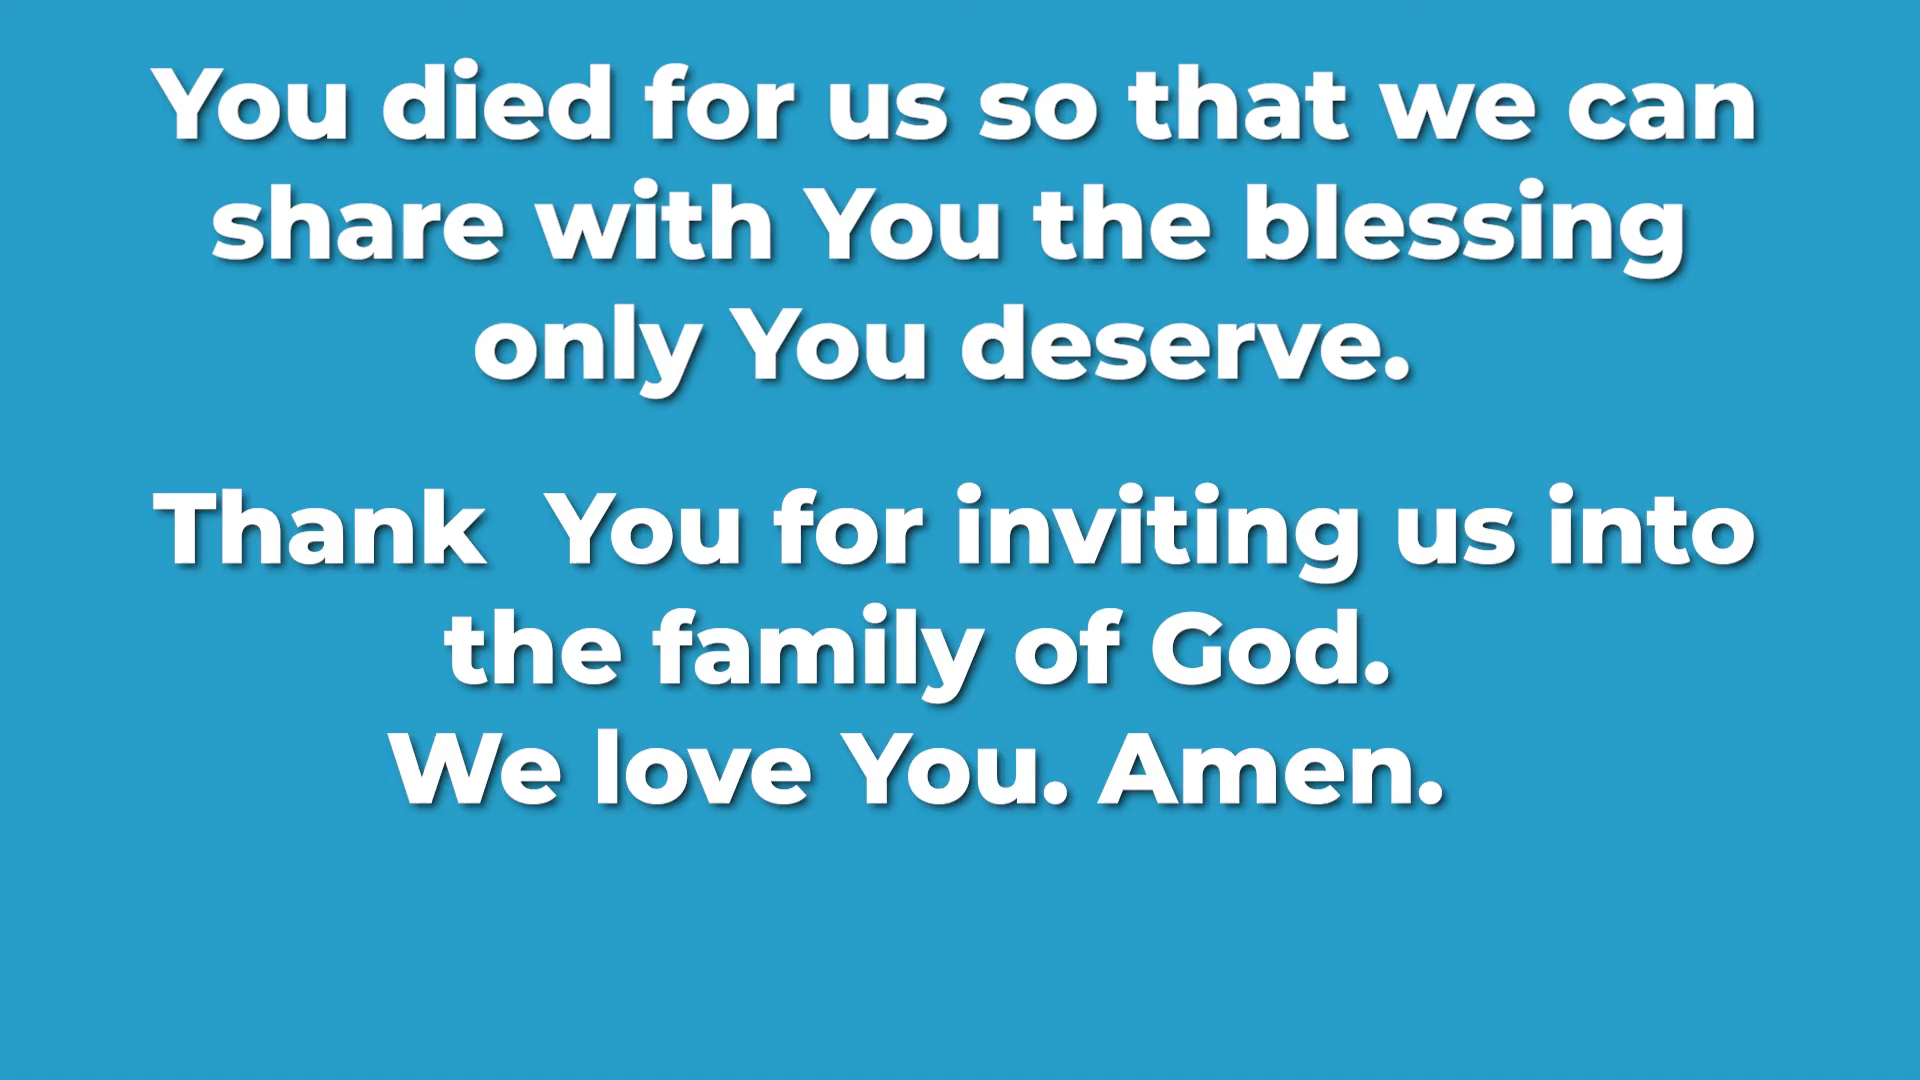 You died for us so that we can
share with You the blessing
only You deserve.
Thank  You for inviting us into
the family of God.
We love You. Amen.